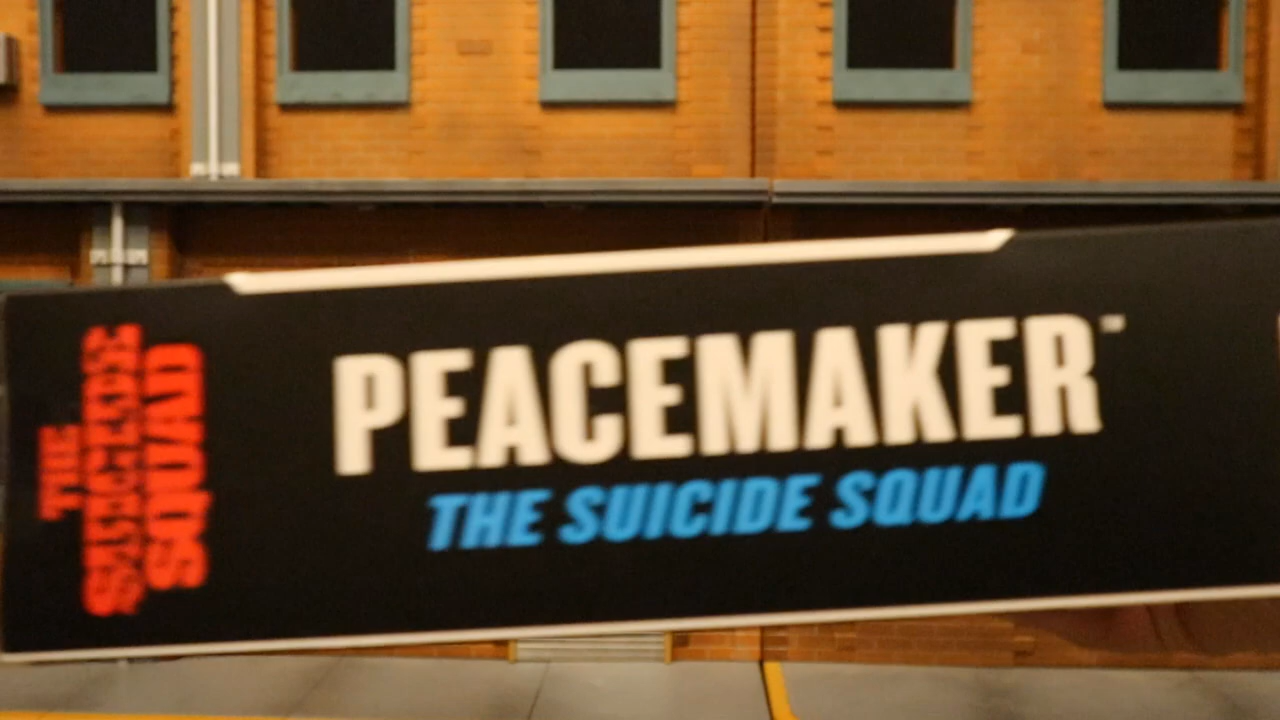 THE
SUICIDE
SQUAD
PEACEMAKER™
THE SUICIDE SQUAD